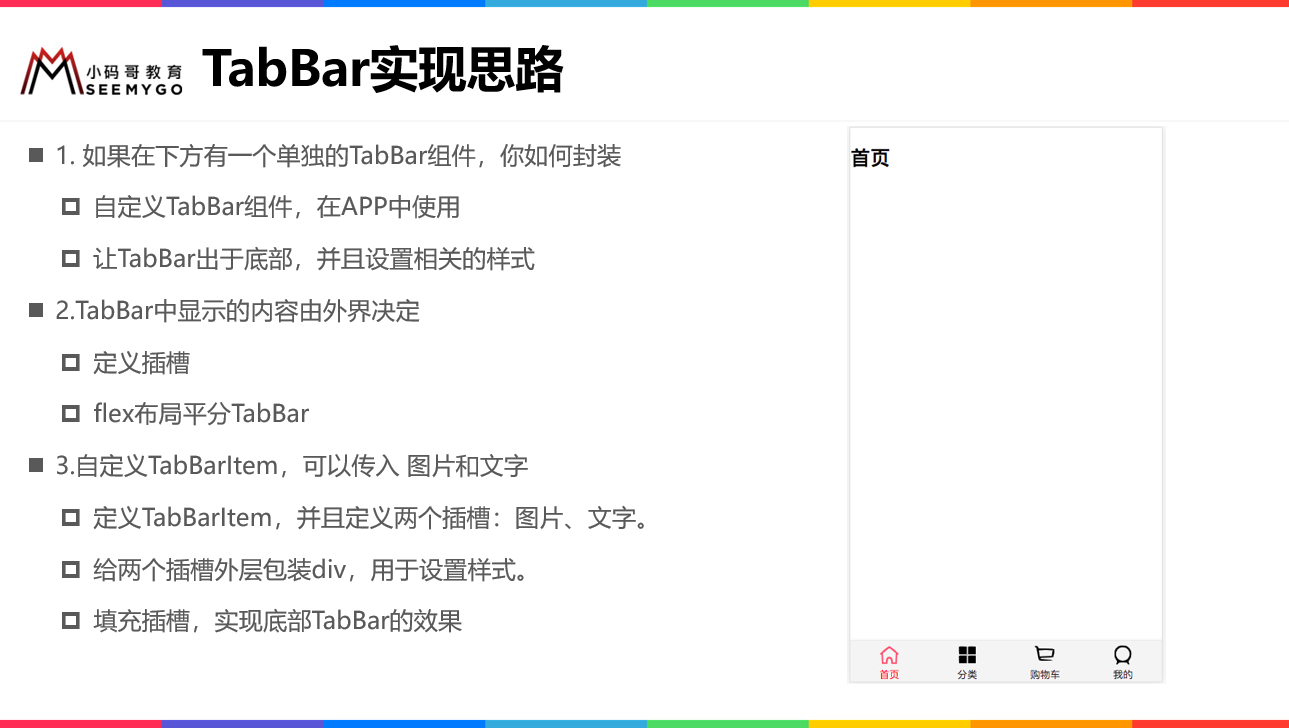 小码哥教育
SEEMYGO
TabBar实现思路
1. 如果在下方有一个单独的TabBar组件，你如何封装
自定义TabBar组件，在APP中使用
让TabBar出于底部，并且设置相关的样式
2.TabBar中显示的内容由外界决定
定义插槽
flex布局平分TabBar
3.自定义TabBarItem，可以传入 图片和文字
定义TabBarItem，并且定义两个插槽：图片、文字。
给两个插槽外层包装div，用于设置样式。
填充插槽，实现底部TabBar的效果
首页
首页 分类 购物车 我的